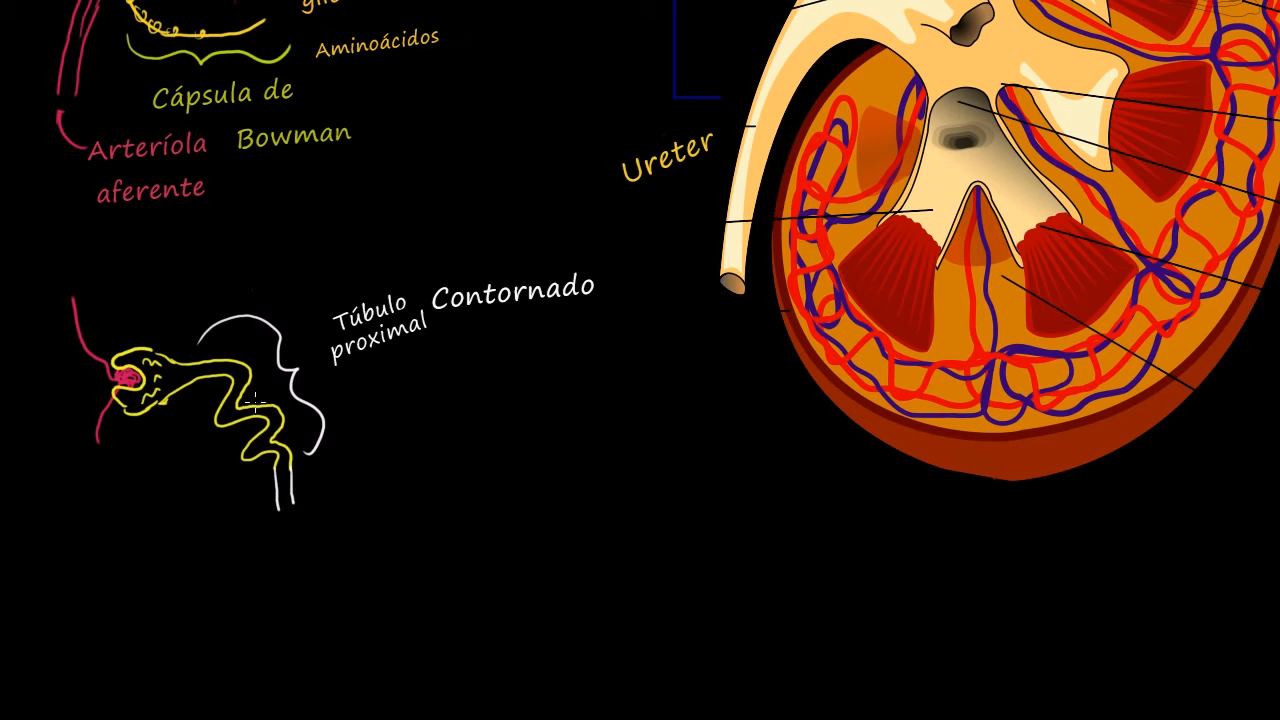 Aminoácidos
Cápsula de
Bowman
Arteríola
aferente
Ureter
Túbulo
proximal
Contornado